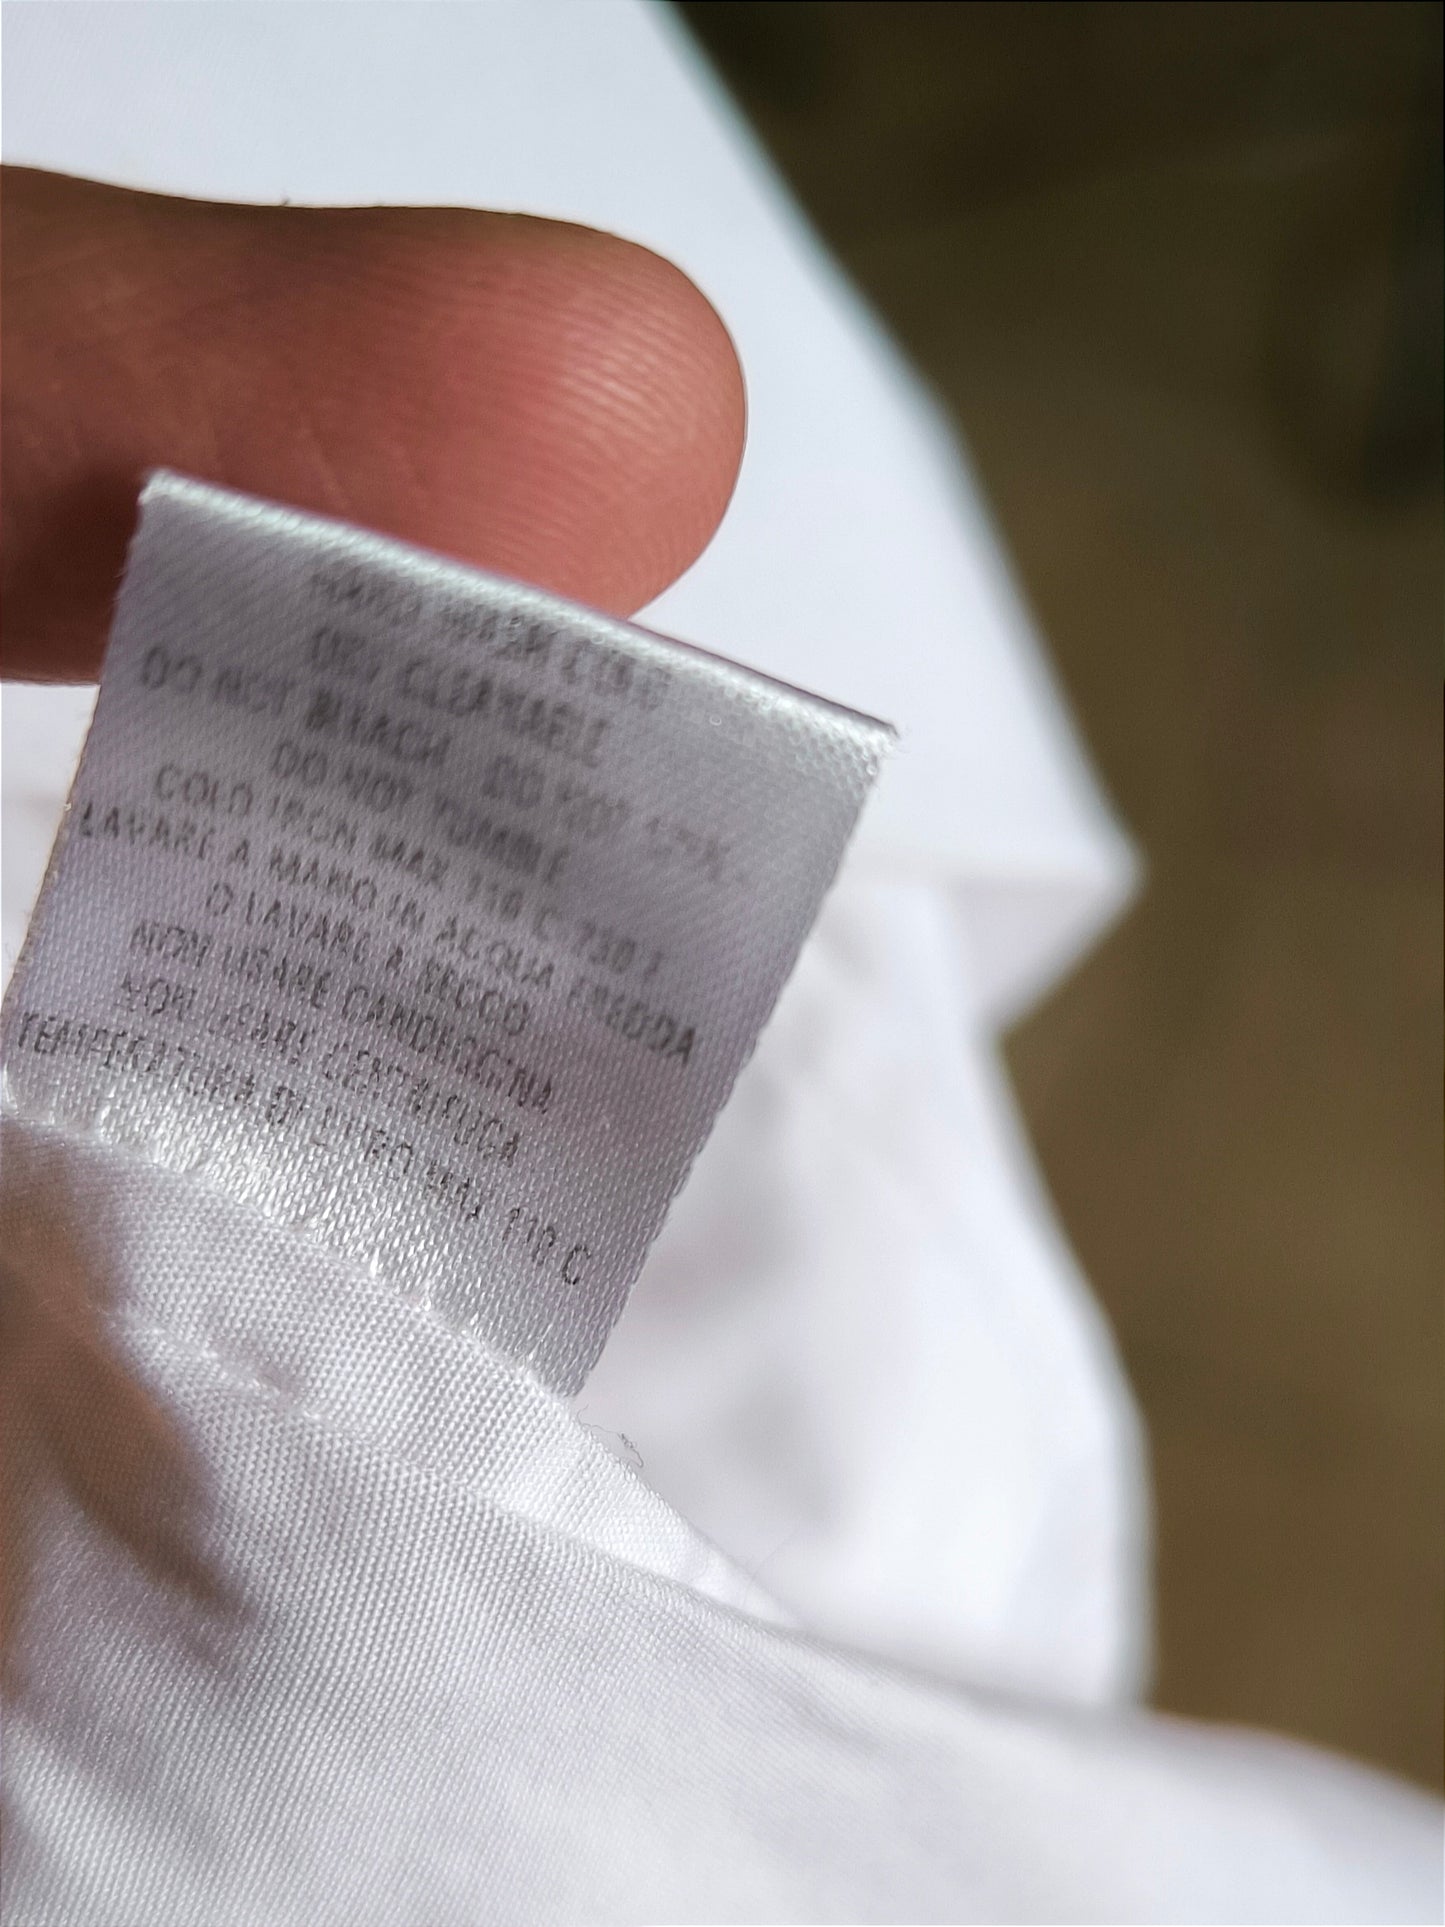 HAND WASH COLD
DRY CLEANABLE
DO NOT BLEACH DO NOT
DO NOT TUMBLE
COLD IRON MAX 110 C 230 F
LAVARE A MANO IN ACQUA FREDDA
O LAVARE A SECCO
NON USARE CANDEGGINA
NON USARE CENTRIFUGA
TEMPERATURA DI FERRO MAX 110 C